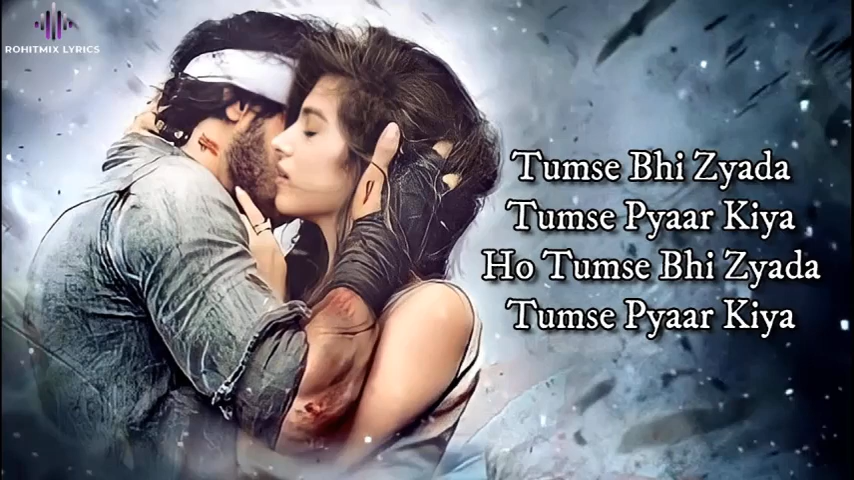 ROHITMIX LYRICS
Tumse Bhi Zyada
Tumse Pyaar Kiya
Ho Tumse Bhi Zyada
Tumse Pyaar Kiya